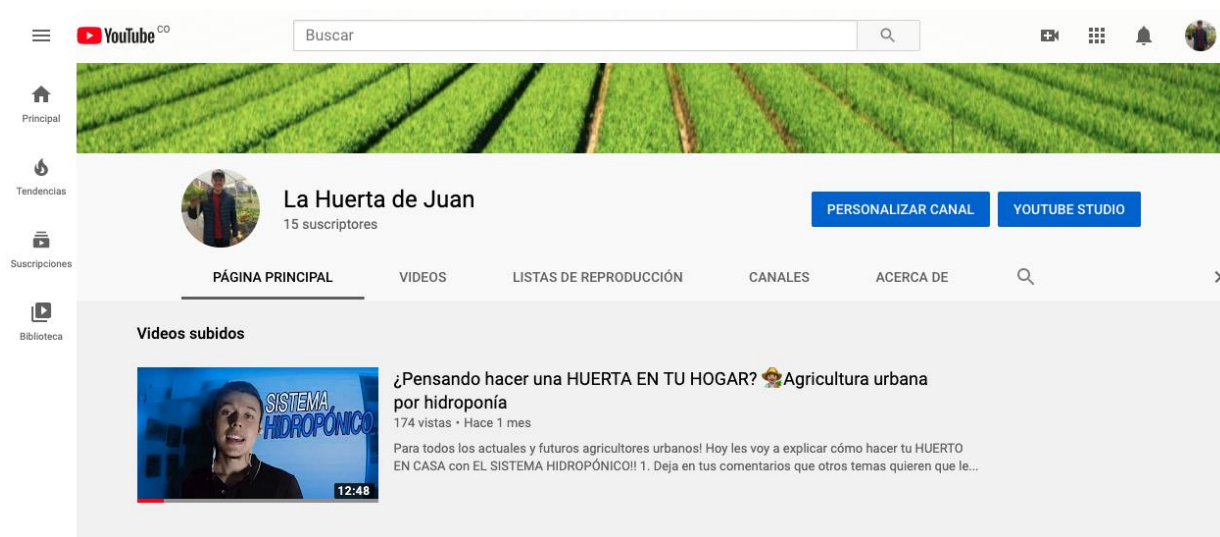 YouTube CO
Buscar
Principal
Tendencias
Suscripciones
Biblioteca
La Huerta de Juan
15 suscriptores
PERSONALIZAR CANAL
YOUTUBE STUDIO
PÁGINA PRINCIPAL
VIDEOS
LISTAS DE REPRODUCCIÓN
CANALES
ACERCA DE
Videos subidos
SISTEMA
HIDROPÓNICO
12:48
¿Pensando hacer una HUERTA EN TU HOGAR? 🧑‍🌾Agricultura urbana
por hidroponía
174 vistas • Hace 1 mes
Para todos los actuales y futuros agricultores urbanos! Hoy les voy a explicar cómo hacer tu HUERTO
EN CASA con EL SISTEMA HIDROPÓNICO!! 1. Deja en tus comentarios que otros temas quieren que le...